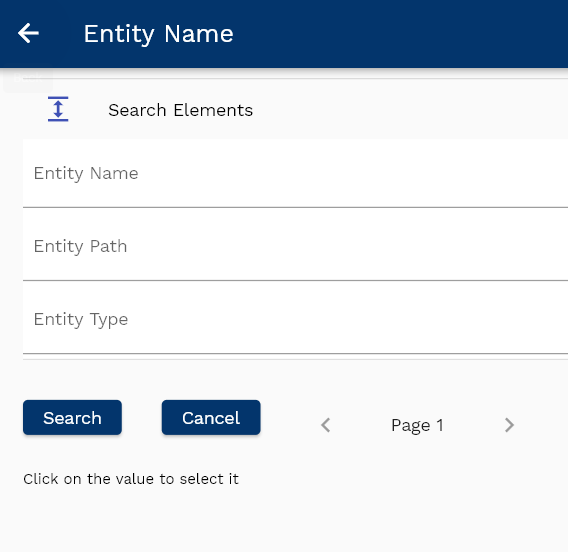 Entity Name
Search Elements
Entity Name
Entity Path
Entity Type
Search Cancel Page 1
Click on the value to select it